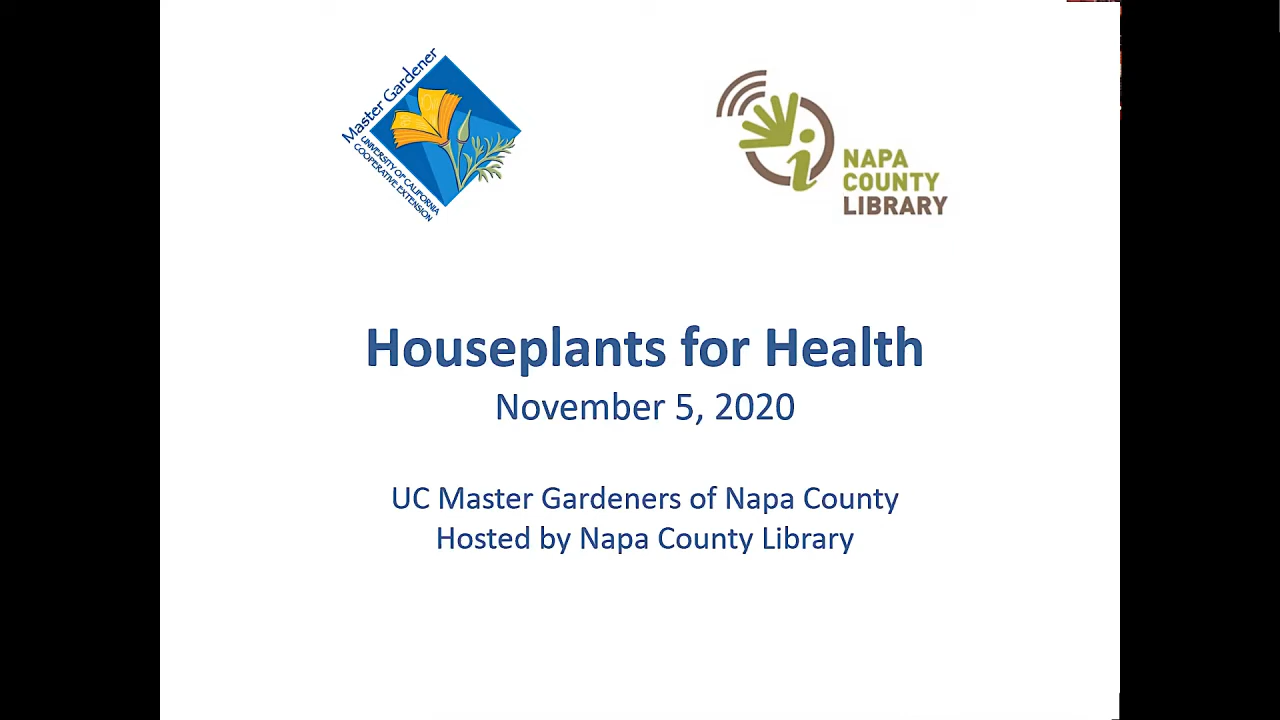 Master Gardener
UNIVERSITY OF CALIFORNIA
COOPERATIVE EXTENSION
NAPA
COUNTY
LIBRARY
Houseplants for Health
November 5, 2020
UC Master Gardeners of Napa County
Hosted by Napa County Library